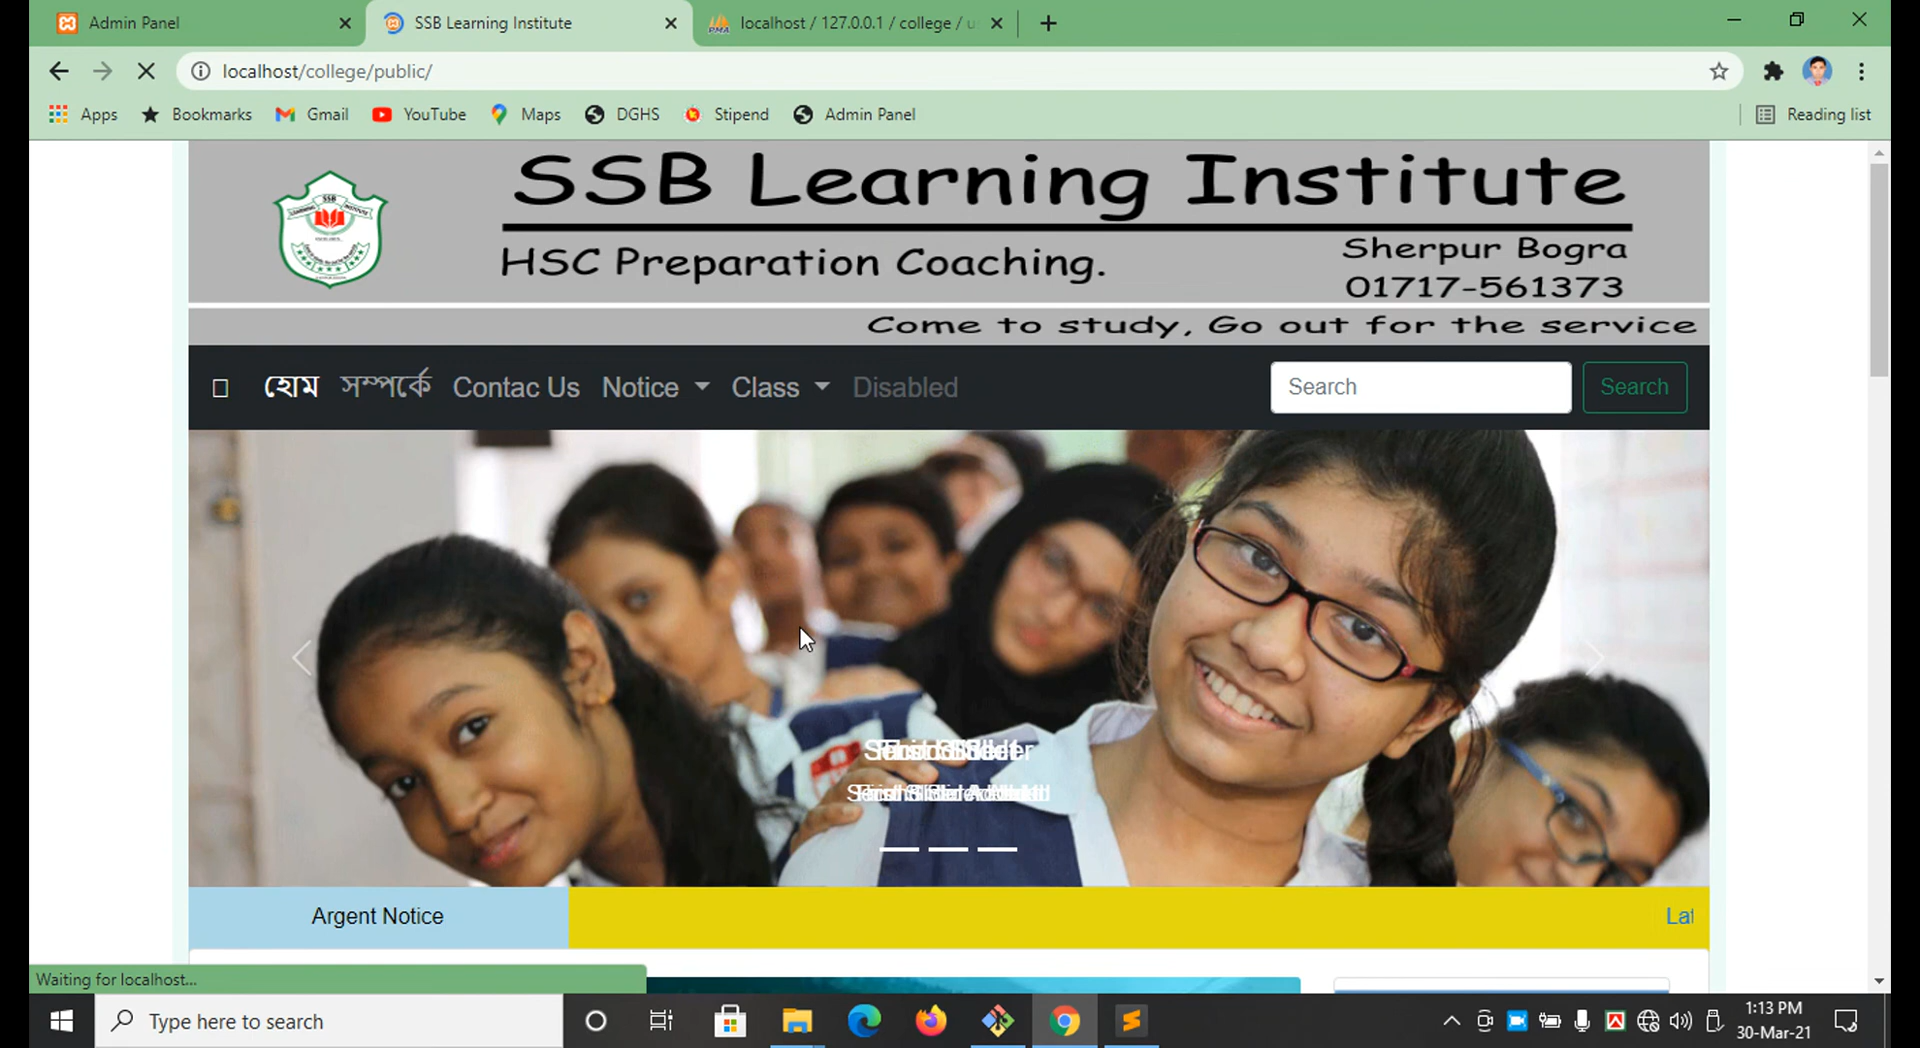 Admin Panel
SSB Learning Institute
localhost / 127.0.0.1 / college / u
localhost/college/public/
Apps
Bookmarks
Gmail
YouTube
Maps
DGHS
Stipend
Admin Panel
Reading list
SSB Learning Institute
HSC Preparation Coaching.
Sherpur Bogra
01717-561373
Come to study, Go out for the service
হোম
সম্পর্কে
Contac Us
Notice
Class
Disabled
Search
Search
Argent Notice
Lat
Waiting for localhost...
Type here to search
1:13 PM
30-Mar-21